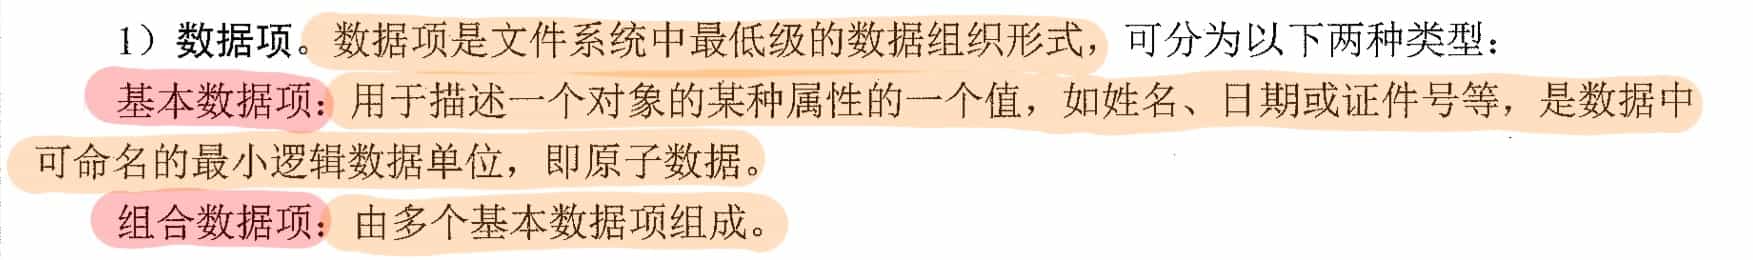 1）数据项。数据项是文件系统中最低级的数据组织形式，可分为以下两种类型：
基本数据项：用于描述一个对象的某种属性的一个值，如姓名、日期或证件号等，是数据中
可命名的最小逻辑数据单位，即原子数据。
组合数据项：由多个基本数据项组成。